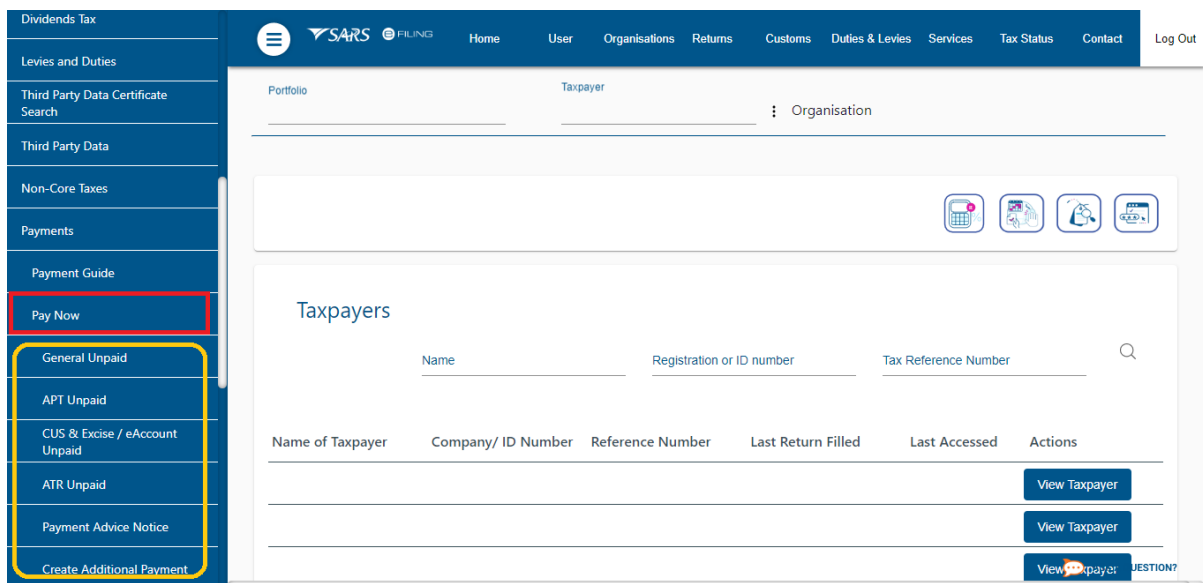 Dividends Tax
Levies and Duties
Third Party Data Certificate
Search
Third Party Data
Non-Core Taxes
Payments
Payment Guide
Pay Now
General Unpaid
APT Unpaid
CUS & Excise / eAccount
Unpaid
ATR Unpaid
Payment Advice Notice
Create Additional Payment
SARS eFILING Home User Organisations Returns Customs Duties & Levies Services Tax Status Contact Log Out
Portfolio Taxpayer
Organisation
Taxpayers
Name Registration or ID number Tax Reference Number
Name of Taxpayer Company/ ID Number Reference Number Last Return Filled Last Accessed Actions
View Taxpayer
View Taxpayer
View